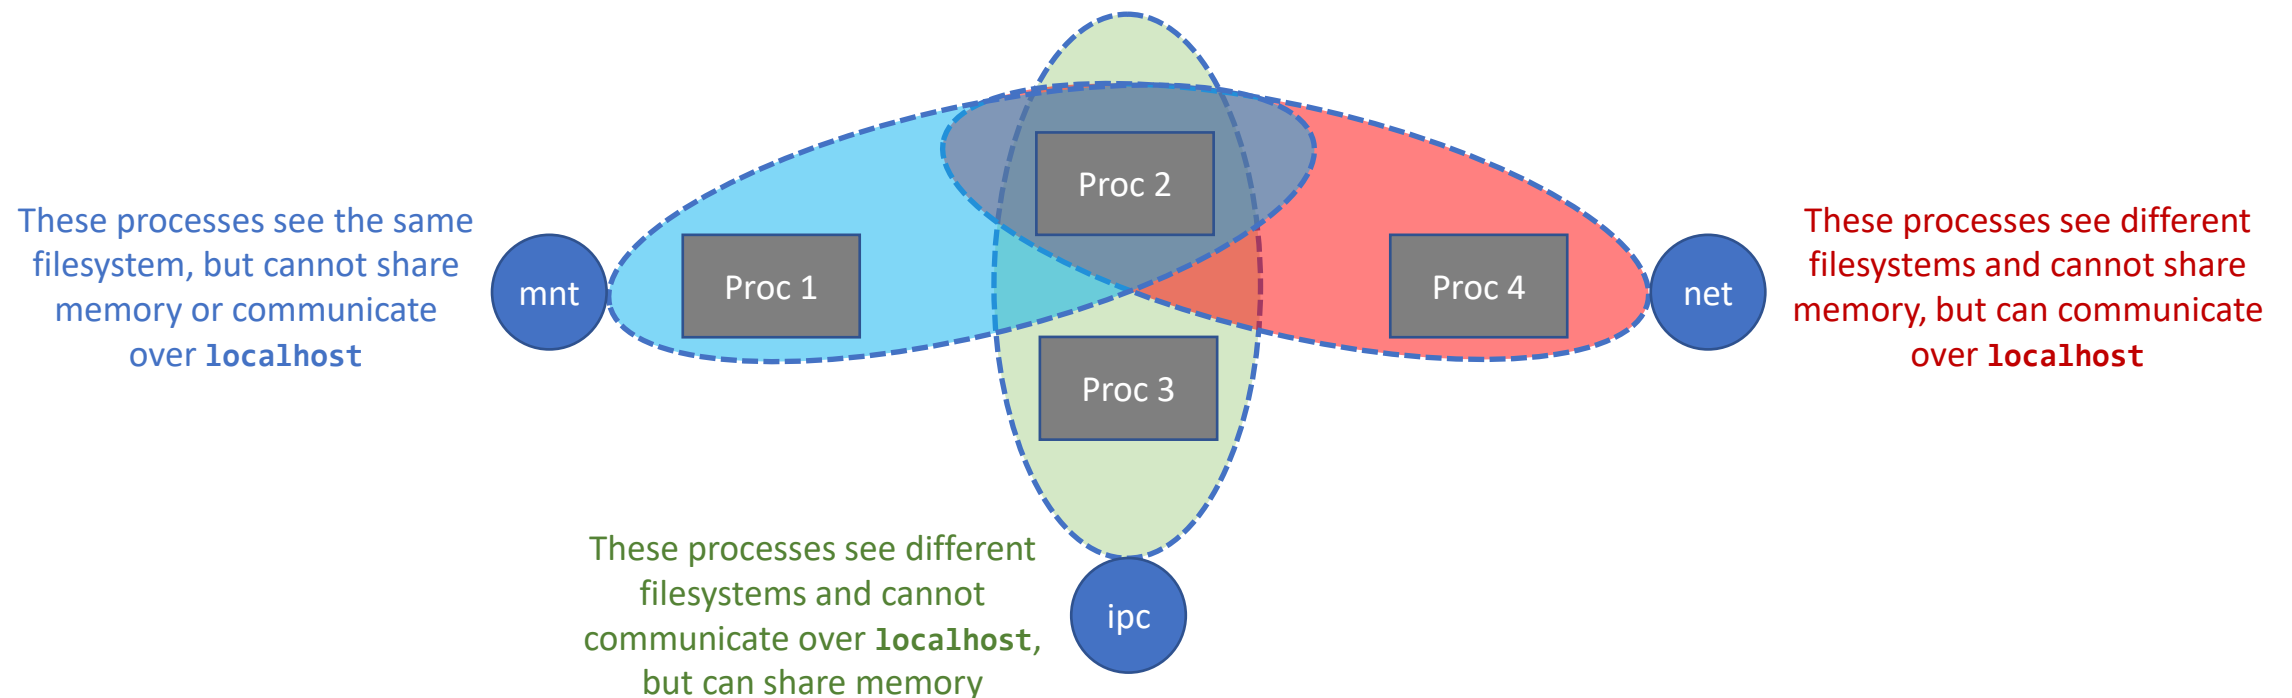 These processes see the same
filesystem, but cannot share
memory or communicate
over localhost
mnt
Proc 1
Proc 2
Proc 3
Proc 4
net
These processes see different
filesystems and cannot share
memory, but can communicate
over localhost
These processes see different
filesystems and cannot
communicate over localhost,
but can share memory
ipc